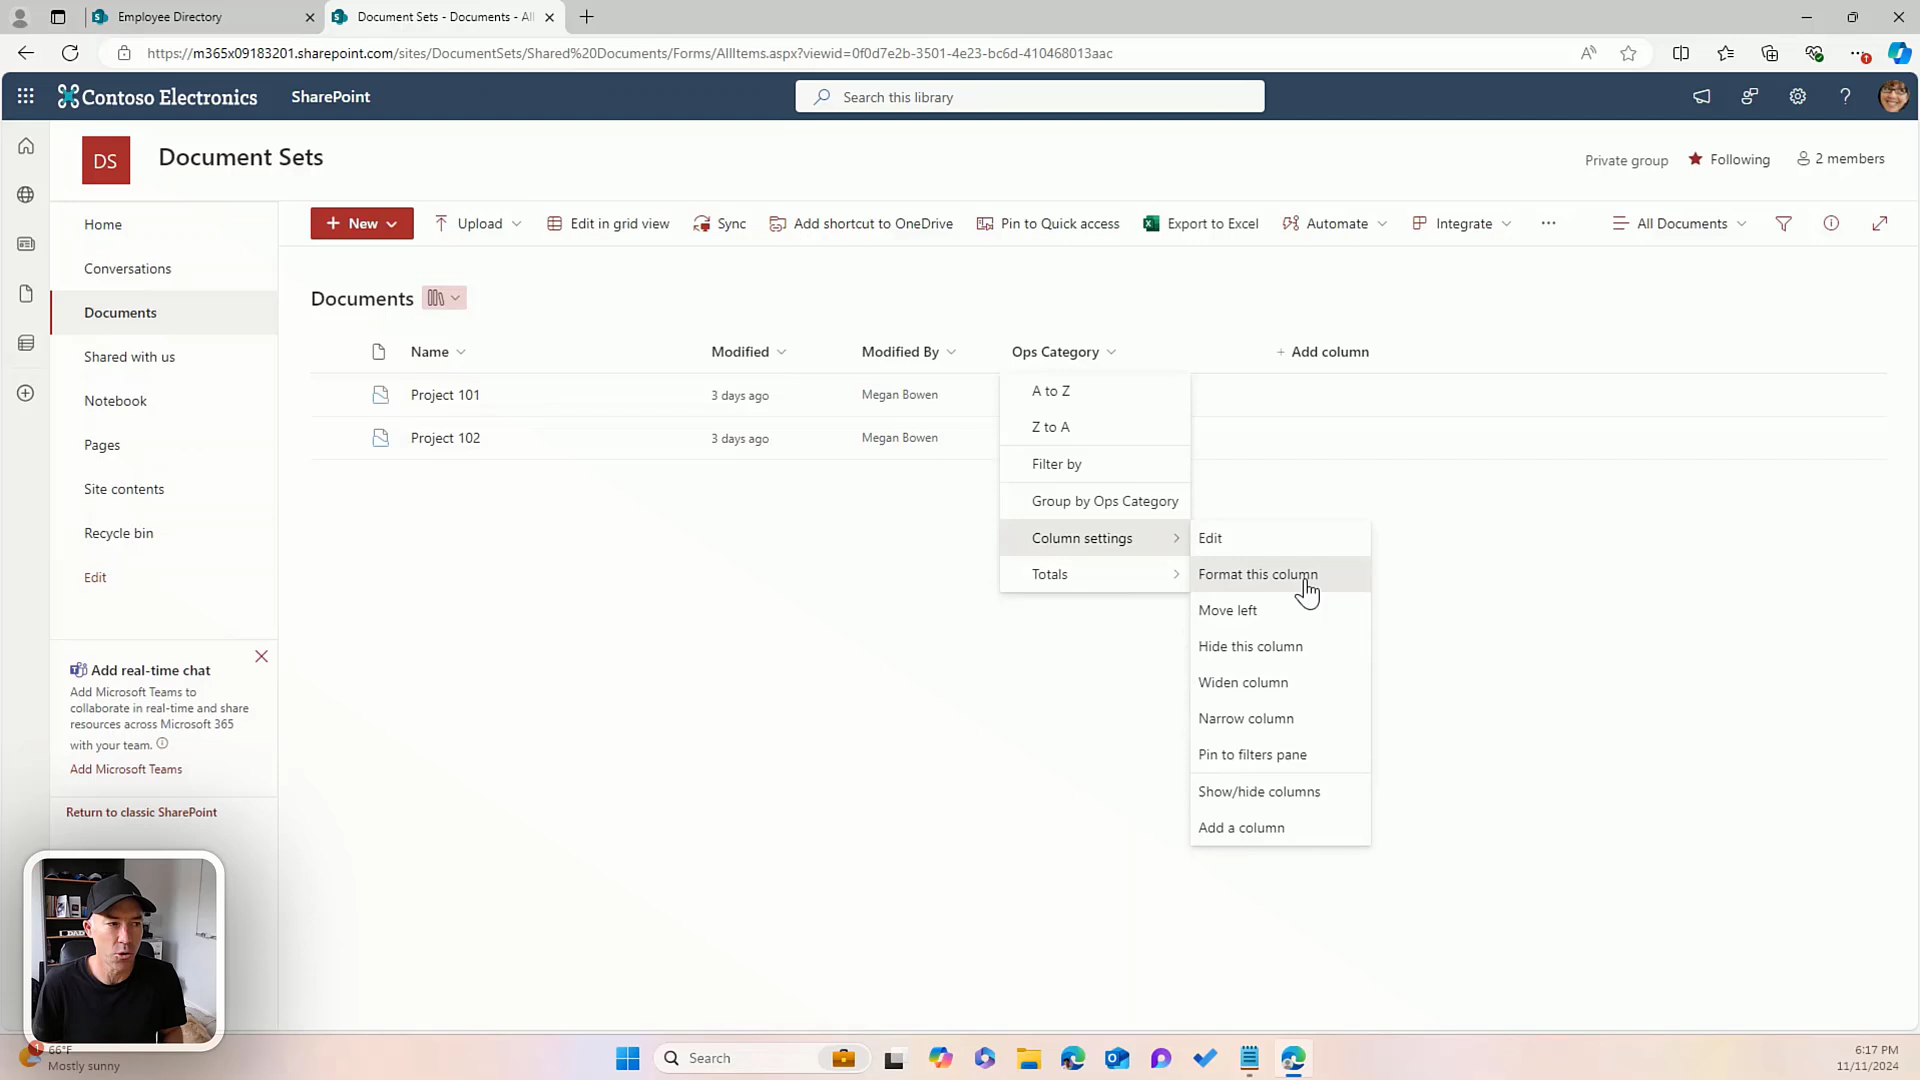 Employee Directory
Document Sets - Documents - All
https://m365x09183201.sharepoint.com/sites/DocumentSets/Shared%20Documents/Forms/AllItems.aspx?viewid=0f0d7e2b-3501-4e23-bc6d-410468013aac
Contoso Electronics
SharePoint
Search this library
DS
Document Sets
Private group
Following
2 members
Home
Conversations
Documents
Shared with us
Notebook
Pages
Site contents
Recycle bin
Edit
+ New
Upload
Edit in grid view
Sync
Add shortcut to OneDrive
Pin to Quick access
Export to Excel
Automate
Integrate
All Documents
Documents
Name
Modified
Modified By
Ops Category
+ Add column
Project 101
3 days ago
Megan Bowen
Project 102
3 days ago
Megan Bowen
A to Z
Z to A
Filter by
Group by Ops Category
Column settings
Totals
Edit
Format this column
Move left
Hide this column
Widen column
Narrow column
Pin to filters pane
Show/hide columns
Add a column
Add real-time chat
Add Microsoft Teams to
collaborate in real-time and share
resources across Microsoft 365
with your team.
Add Microsoft Teams
Return to classic SharePoint
1
66°F
Mostly sunny
Search
6:17 PM
11/11/2024